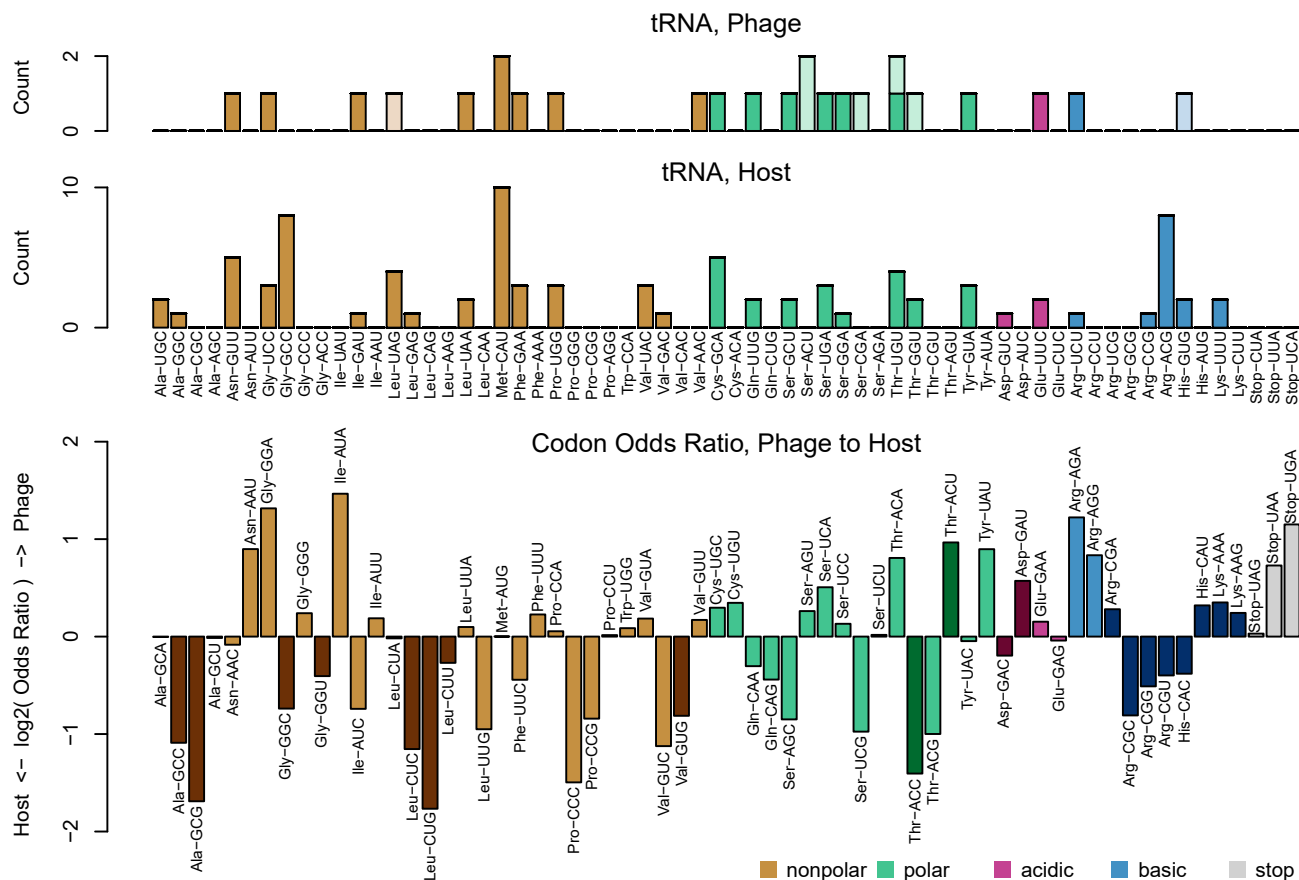 tRNA, Phage
Count
2
0
tRNA, Host
Count
10
0
Ala−UGC
Ala−GGC
Ala−CGC
Ala−AGC
Asn−GUU
Asn−AUU
Gly−UCC
Gly−GCC
Gly−CCC
Gly−ACC
Ile−UAU
Ile−GAU
Ile−AAU
Leu−UAG
Leu−GAG
Leu−CAG
Leu−AAG
Leu−UAA
Leu−CAA
Met−CAU
Phe−GAA
Phe−AAA
Pro−UGG
Pro−GGG
Pro−CGG
Pro−AGG
Trp−CCA
Val−UAC
Val−GAC
Val−CAC
Val−AAC
Cys−GCA
Cys−ACA
Gln−UUG
Gln−CUG
Ser−GCU
Ser−ACU
Ser−UGA
Ser−GGA
Ser−CGA
Ser−AGA
Thr−UGU
Thr−GGU
Thr−CGU
Thr−AGU
Tyr−GUA
Tyr−AUA
Asp−GUC
Asp−AUC
Glu−UUC
Glu−CUC
Arg−UCU
Arg−CCU
Arg−UCG
Arg−GCG
Arg−CCG
Arg−ACG
His−GUG
His−AUG
Lys−UUU
Lys−CUU
Stop−CUA
Stop−UUA
Stop−UCA
Codon Odds Ratio, Phage to Host
Host <− log2( Odds Ratio ) −> Phage
2
1
0
−1
−2
Ala−GCA
Ala−GCC
Ala−GCG
Ala−GCU
Asn−AAC
Asn−AAU
Gly−GGA
Gly−GGC
Gly−GGG
Gly−GGU
Ile−AUA
Ile−AUC
Ile−AUU
Leu−CUA
Leu−CUC
Leu−CUG
Leu−CUU
Leu−UUA
Leu−UUG
Met−AUG
Phe−UUC
Phe−UUU
Pro−CCA
Pro−CCC
Pro−CCG
Pro−CCU
Trp−UGG
Val−GUA
Val−GUC
Val−GUG
Val−GUU
Cys−UGC
Cys−UGU
Gln−CAA
Gln−CAG
Ser−AGC
Ser−AGU
Ser−UCA
Ser−UCC
Ser−UCG
Ser−UCU
Thr−ACA
Thr−ACC
Thr−ACG
Thr−ACU
Tyr−UAC
Tyr−UAU
Asp−GAC
Asp−GAU
Glu−GAA
Glu−GAG
Arg−AGA
Arg−AGG
Arg−CGA
Arg−CGC
Arg−CGG
Arg−CGU
His−CAC
His−CAU
Lys−AAA
Lys−AAG
Stop−UAG
Stop−UAA
Stop−UGA
nonpolar polar acidic basic stop